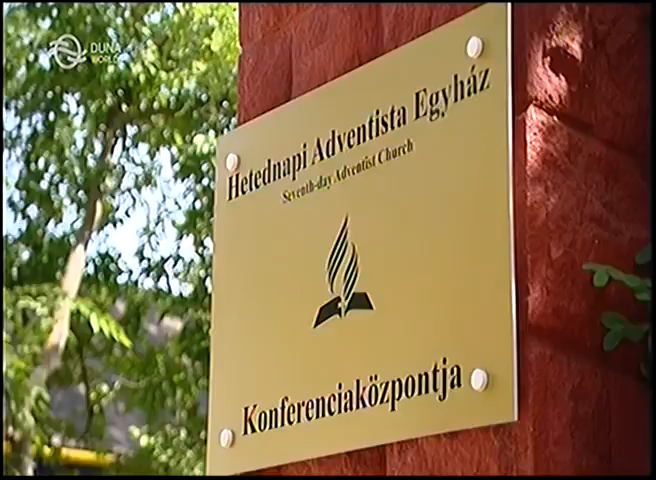 DUNA
WORLD
Hetednapi Adventista Egyház
Seventh-day Adventist Church
Konferenciaközpontja